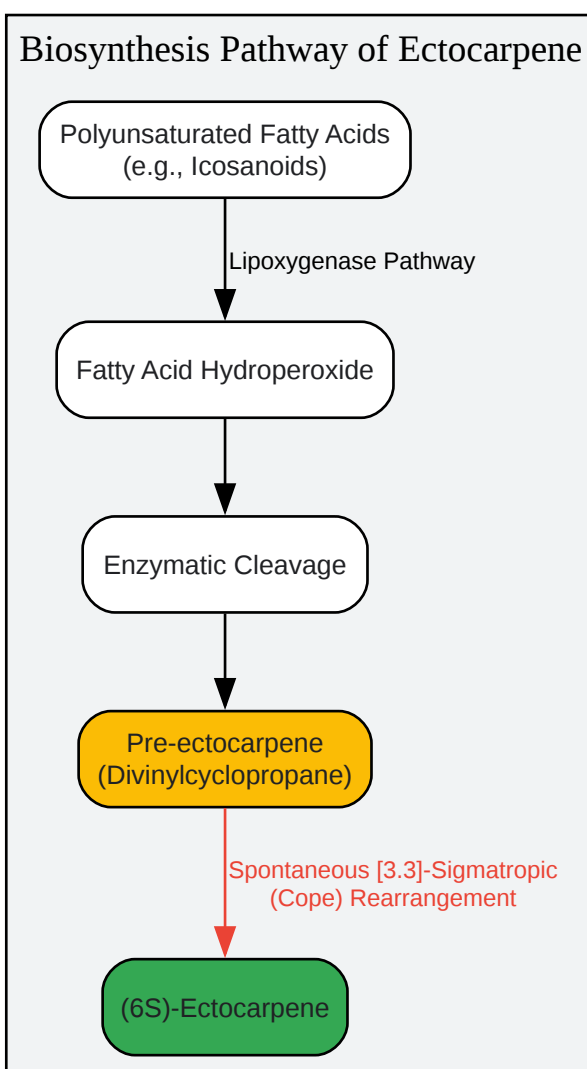 Biosynthesis Pathway of Ectocarpene
Polyunsaturated Fatty Acids
(e.g., Icosanoids)
Lipoxygenase Pathway
Fatty Acid Hydroperoxide
Enzymatic Cleavage
Pre-ectocarpene
(Divinylcyclopropane)
Spontaneous [3.3]-Sigmatropic
(Cope) Rearrangement
(6S)-Ectocarpene